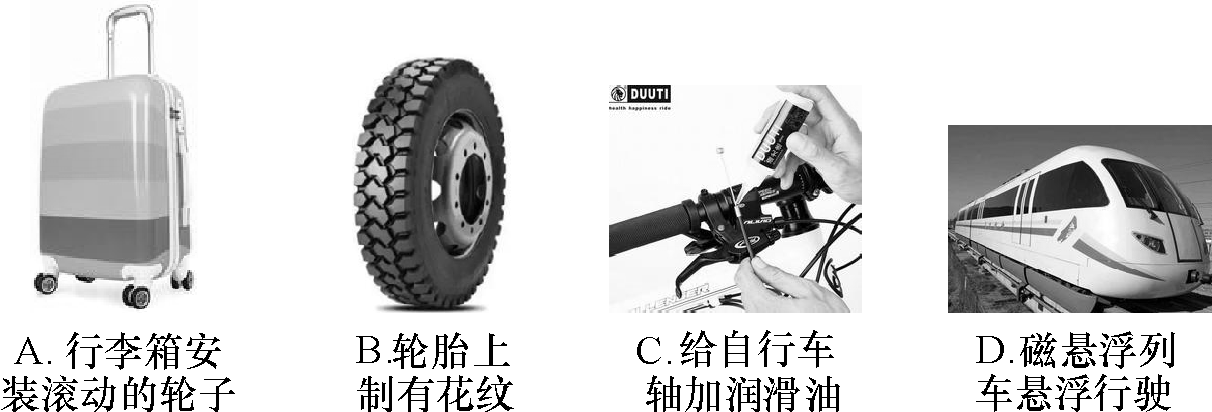 DUUTI
health happiness ride
DUUTI
A. 行李箱安
装滚动的轮子
B.轮胎上
制有花纹
C.给自行车
轴加润滑油
D.磁悬浮列
车悬浮行驶